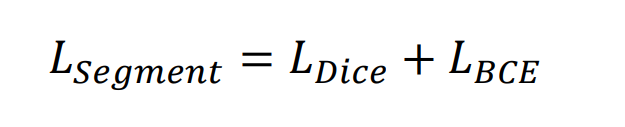 L_Segment = L_Dice + L_BCE